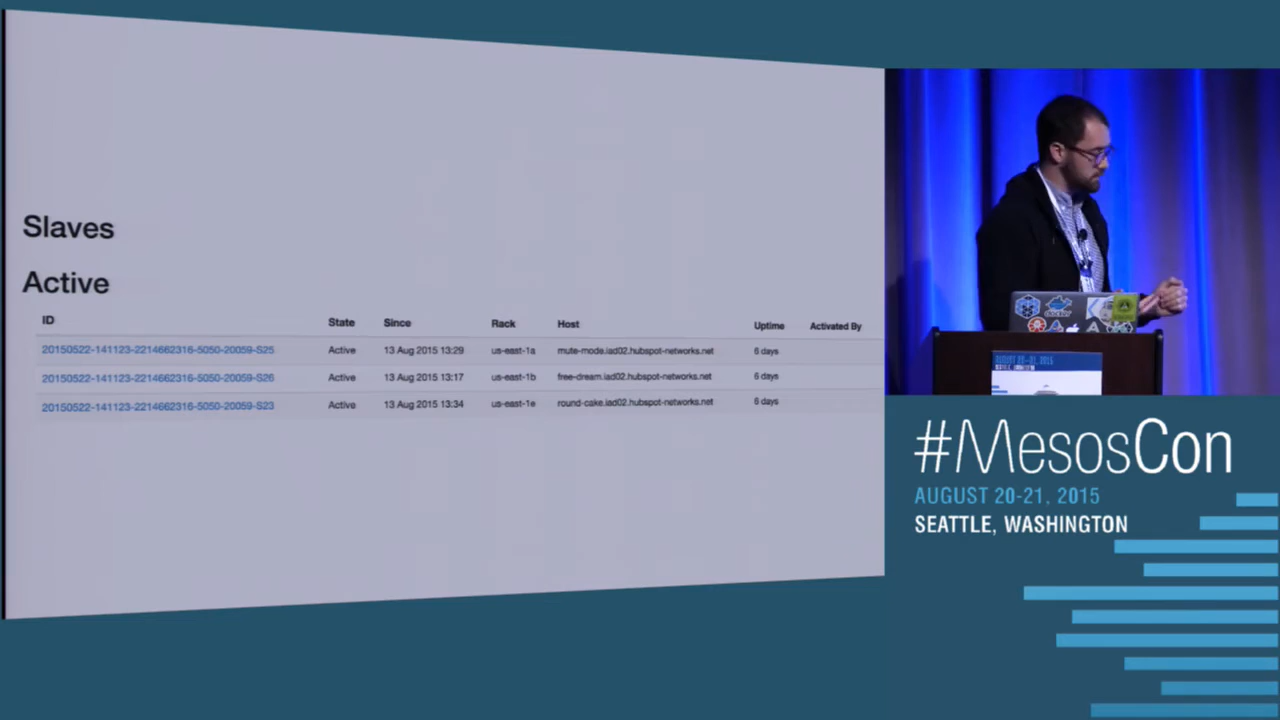 Slaves
Active
ID State Since Rack Host Uptime Activated By
20150522-141123-2214662316-5050-20059-S25 Active 13 Aug 2015 13:29 us-east-1a mute-mode.iad02.hubspot-networks.net 6 days
20150522-141123-2214662316-5050-20059-S26 Active 13 Aug 2015 13:17 us-east-1b free-dream.iad02.hubspot-networks.net 6 days
20150522-141123-2214662316-5050-20059-S23 Active 13 Aug 2015 13:34 us-east-1e round-cake.iad02.hubspot-networks.net 6 days
AUGUST 20-21, 2015
#MesosCon
AUGUST 20-21, 2015
SEATTLE, WASHINGTON